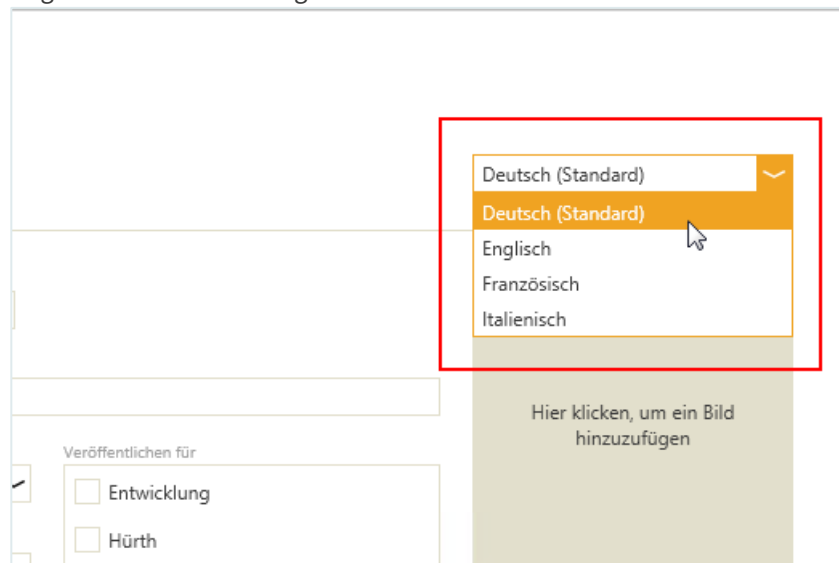 Deutsch (Standard)
Deutsch (Standard)
Englisch
Französisch
Italienisch
Hier klicken, um ein Bild
hinzuzufügen
Veröffentlichen für
Entwicklung
Hürth